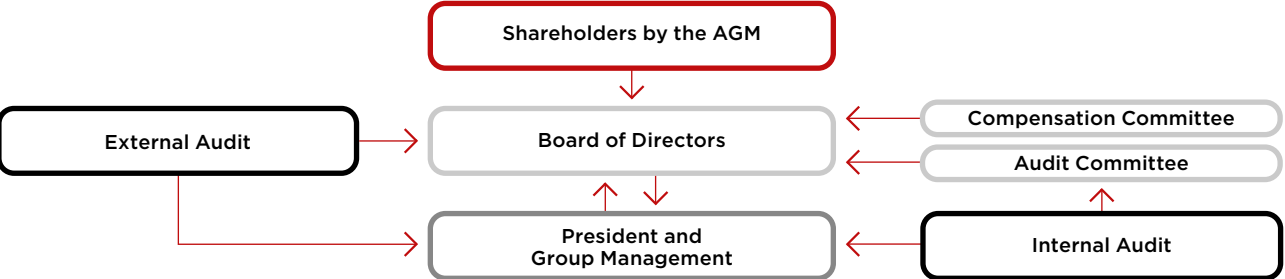 Shareholders by the AGM
External Audit
Board of Directors
Compensation Committee
Audit Committee
President and
Group Management
Internal Audit